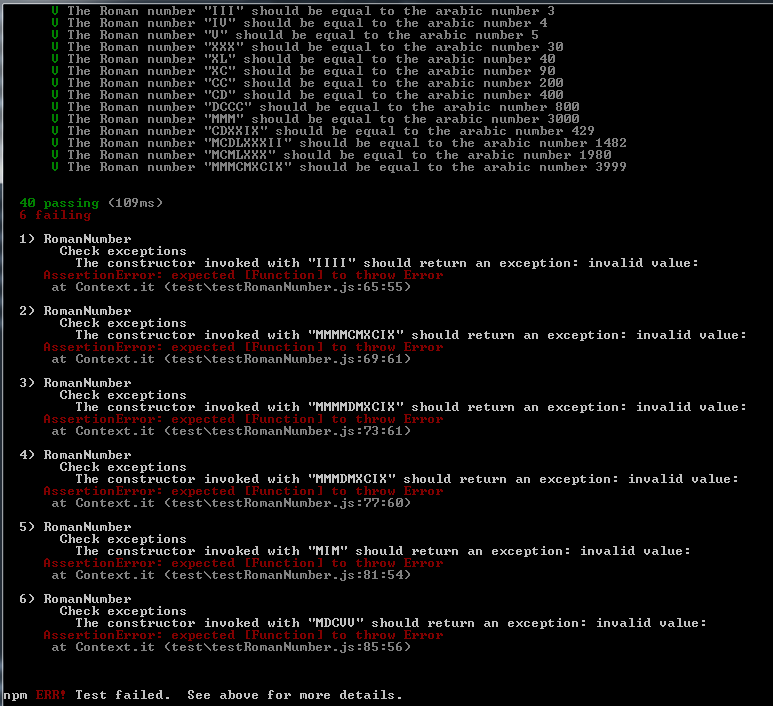 V The Roman number "III" should be equal to the arabic number 3
V The Roman number "IV" should be equal to the arabic number 4
V The Roman number "V" should be equal to the arabic number 5
V The Roman number "XXX" should be equal to the arabic number 30
V The Roman number "XL" should be equal to the arabic number 40
V The Roman number "XC" should be equal to the arabic number 90
V The Roman number "CC" should be equal to the arabic number 200
V The Roman number "CD" should be equal to the arabic number 400
V The Roman number "DCCC" should be equal to the arabic number 800
V The Roman number "MMM" should be equal to the arabic number 3000
V The Roman number "CDXXIX" should be equal to the arabic number 429
V The Roman number "MCDLXXXII" should be equal to the arabic number 1482
V The Roman number "MCMLXXX" should be equal to the arabic number 1980
V The Roman number "MMMCMXCIX" should be equal to the arabic number 3999
40 passing (109ms)
6 failing
1) RomanNumber
Check exceptions
The constructor invoked with "IIII" should return an exception: invalid value:
AssertionError: expected [Function] to throw Error
at Context.it (test\testRomanNumber.js:65:55)
2) RomanNumber
Check exceptions
The constructor invoked with "MMMMCMXCIX" should return an exception: invalid value:
AssertionError: expected [Function] to throw Error
at Context.it (test\testRomanNumber.js:69:61)
3) RomanNumber
Check exceptions
The constructor invoked with "MMMMDMXCIX" should return an exception: invalid value:
AssertionError: expected [Function] to throw Error
at Context.it (test\testRomanNumber.js:73:61)
4) RomanNumber
Check exceptions
The constructor invoked with "MMMDMXCIX" should return an exception: invalid value:
AssertionError: expected [Function] to throw Error
at Context.it (test\testRomanNumber.js:77:60)
5) RomanNumber
Check exceptions
The constructor invoked with "MIM" should return an exception: invalid value:
AssertionError: expected [Function] to throw Error
at Context.it (test\testRomanNumber.js:81:54)
6) RomanNumber
Check exceptions
The constructor invoked with "MDCVV" should return an exception: invalid value:
AssertionError: expected [Function] to throw Error
at Context.it (test\testRomanNumber.js:85:56)
npm ERR! Test failed.  See above for more details.